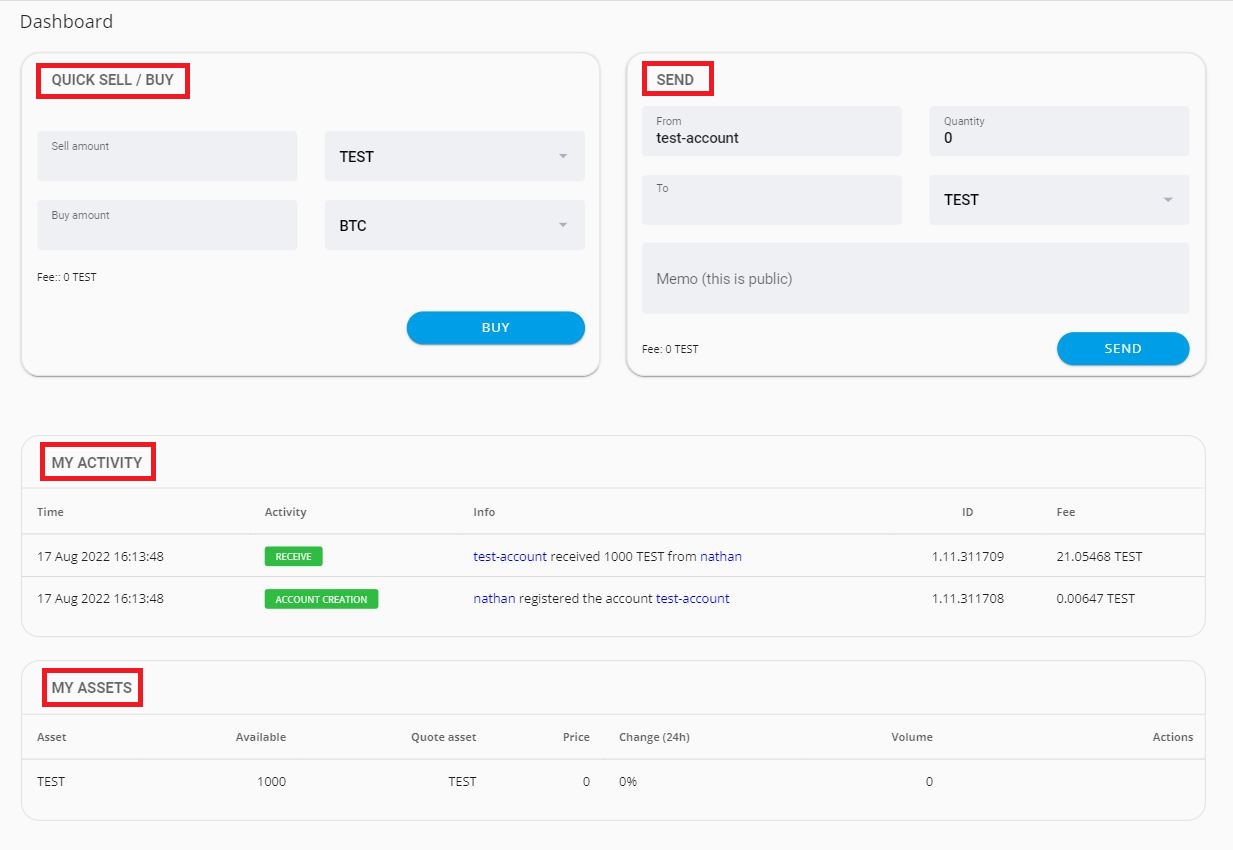 Dashboard
QUICK SELL / BUY
Sell amount
TEST
Buy amount
BTC
Fee:: 0 TEST
BUY
SEND
From
test-account
Quantity
0
To
TEST
Memo (this is public)
Fee: 0 TEST
SEND
MY ACTIVITY
Time Activity Info ID Fee
17 Aug 2022 16:13:48 RECEIVE test-account received 1000 TEST from nathan 1.11.311709 21.05468 TEST
17 Aug 2022 16:13:48 ACCOUNT CREATION nathan registered the account test-account 1.11.311708 0.00647 TEST
MY ASSETS
Asset Available Quote asset Price Change (24h) Volume Actions
TEST 1000 TEST 0 0% 0